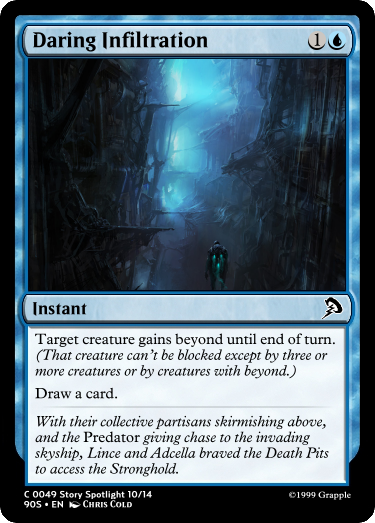 Daring Infiltration 1
Instant
Target creature gains beyond until end of turn.
(That creature can't be blocked except by three or
more creatures or by creatures with beyond.)
Draw a card.
With their collective partisans skirmishing above,
and the Predator giving chase to the invading
skyship, Lince and Adcella braved the Death Pits
to access the Stronghold.
C 0049 Story Spotlight 10/14
90S • EN Chris Cold
©1999 Grapple